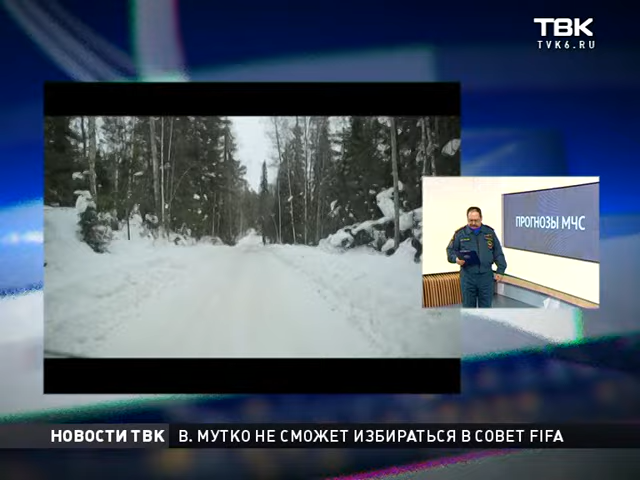 ТВК
TVK6.RU
ПРОГНОЗЫ МЧС
НОВОСТИ ТВК
В. МУТКО НЕ СМОЖЕТ ИЗБИРАТЬСЯ В СОВЕТ FIFA